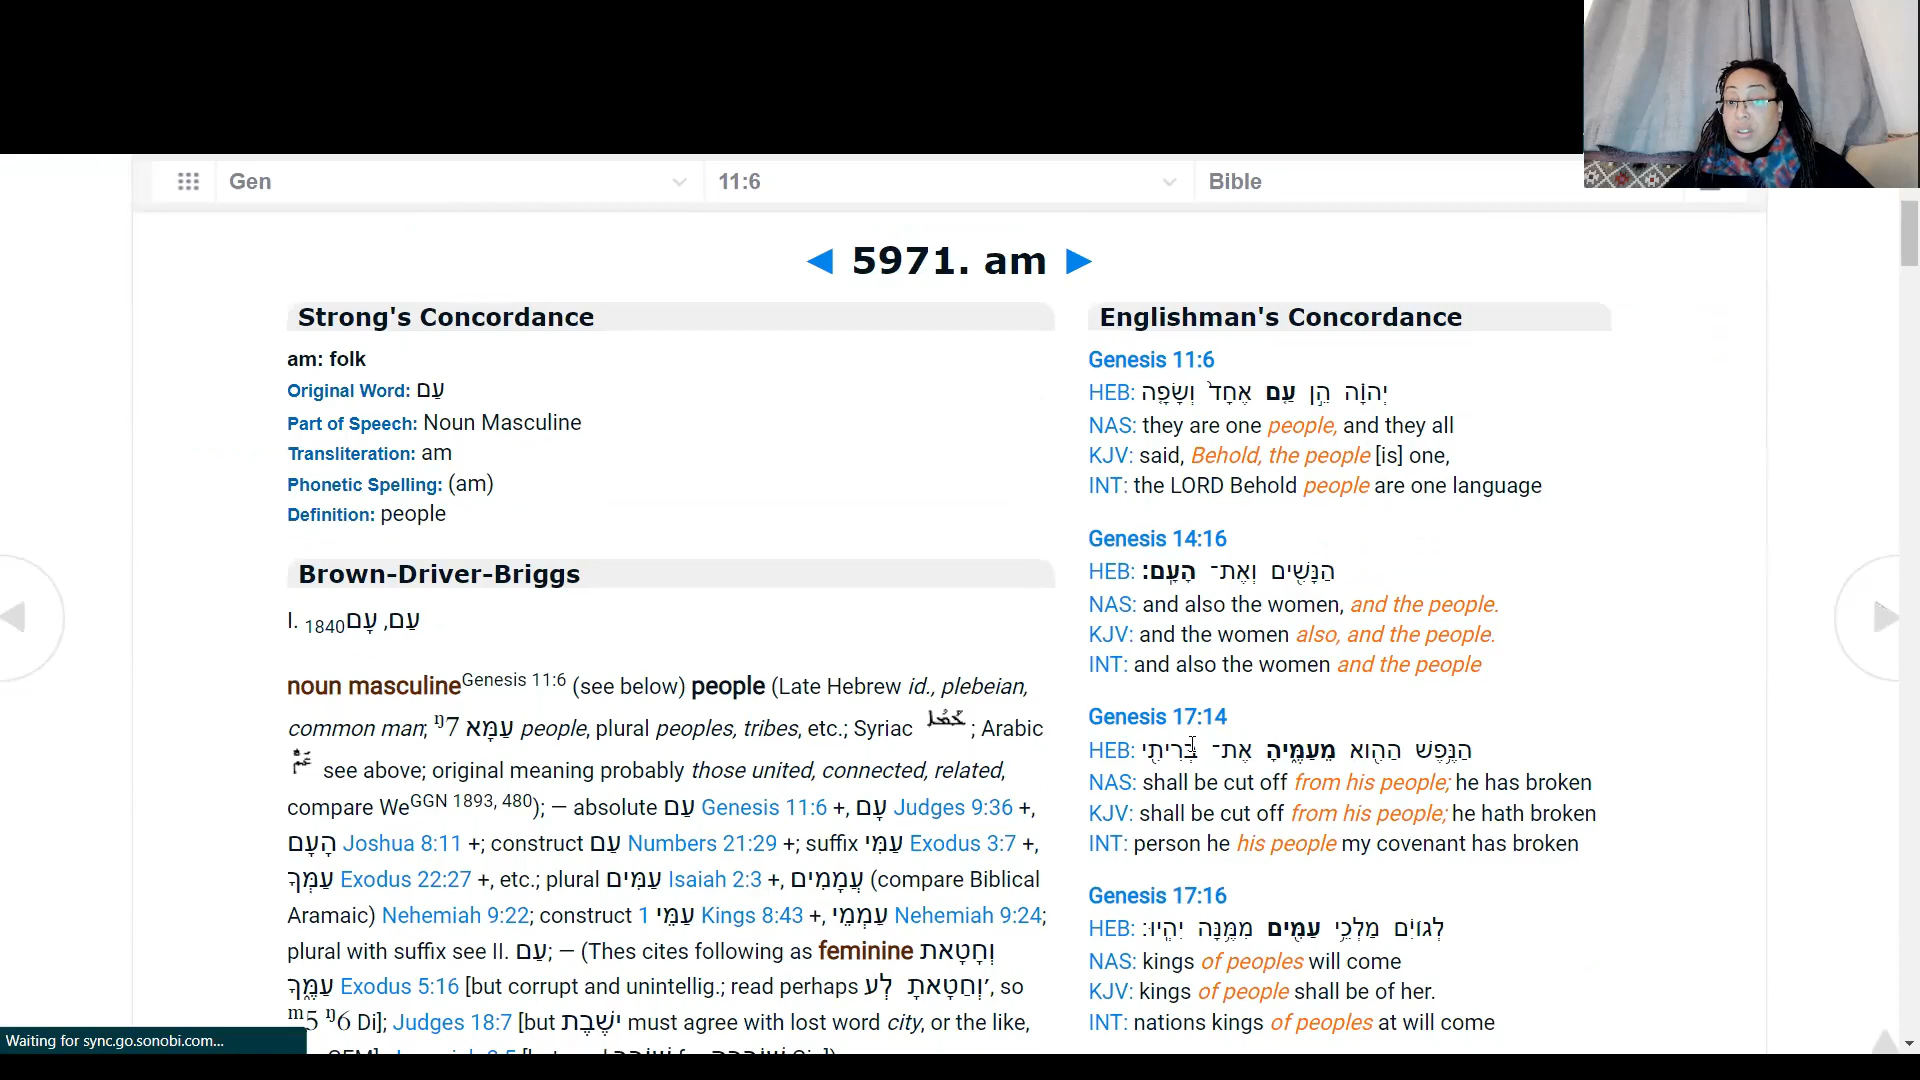 Gen
11:6
Bible
◄ 5971. am ►
Strong's Concordance
am: folk
Original Word: עַם
Part of Speech: Noun Masculine
Transliteration: am
Phonetic Spelling: (am)
Definition: people
Brown-Driver-Briggs
I. 1840עַם, עָם
noun masculineGenesis 11:6 (see below) people (Late Hebrew id., plebeian,
common man; ᵑ7 עַמָּא people, plural peoples, tribes, etc.; Syriac ; Arabic
see above; original meaning probably those united, connected, related,
compare WeGGN 1893, 480); — absolute עַם Genesis 11:6 +, עָם Judges 9:36 +,
הָעָם Joshua 8:11 +; construct עַם Numbers 21:29 +; suffix עַמִּי Exodus 3:7 +,
עַמְּךָ Exodus 22:27 +, etc.; plural עַמִּים Isaiah 2:3 +, עֲמָמִים (compare Biblical
Aramaic) Nehemiah 9:22; construct 1 עַמֵּי Kings 8:43 +, עַמְמֵי Nehemiah 9:24;
plural with suffix see II. עַם; — (Thes cites following as feminine וְחָטָאת
עַמֶּ֑ךָ Exodus 5:16 [but corrupt and unintellig.; read perhaps וְחַטָאתָ לְע׳, so
ᵐ5 ᵑ6 Di]; Judges 18:7 [but ישֶׁבֶת must agree with lost word city, or the like,
Englishman's Concordance
Genesis 11:6
HEB: יְהוָ֗ה הֵ֣ן עַ֤ם אֶחָד֙ וְשָׂפָ֤ה
NAS: they are one people, and they all
KJV: said, Behold, the people [is] one,
INT: the LORD Behold people are one language
Genesis 14:16
HEB: הַנָּשִׁ֖ים וְאֶת־ הָעָֽם׃
NAS: and also the women, and the people.
KJV: and the women also, and the people.
INT: and also the women and the people
Genesis 17:14
HEB: הַנֶּ֥פֶשׁ הַהִ֖וא מֵֽעַמֶּ֑יהָ אֶת־ בְּרִיתִ֖י
NAS: shall be cut off from his people; he has broken
KJV: shall be cut off from his people; he hath broken
INT: person he his people my covenant has broken
Genesis 17:16
HEB: לְגוֹיִ֔ם מַלְכֵ֥י עַמִּ֖ים מִמֶּ֥נָּה יִהְיֽוּ׃
NAS: kings of peoples will come
KJV: kings of people shall be of her.
INT: nations kings of peoples at will come
Waiting for sync.go.sonobi.com...